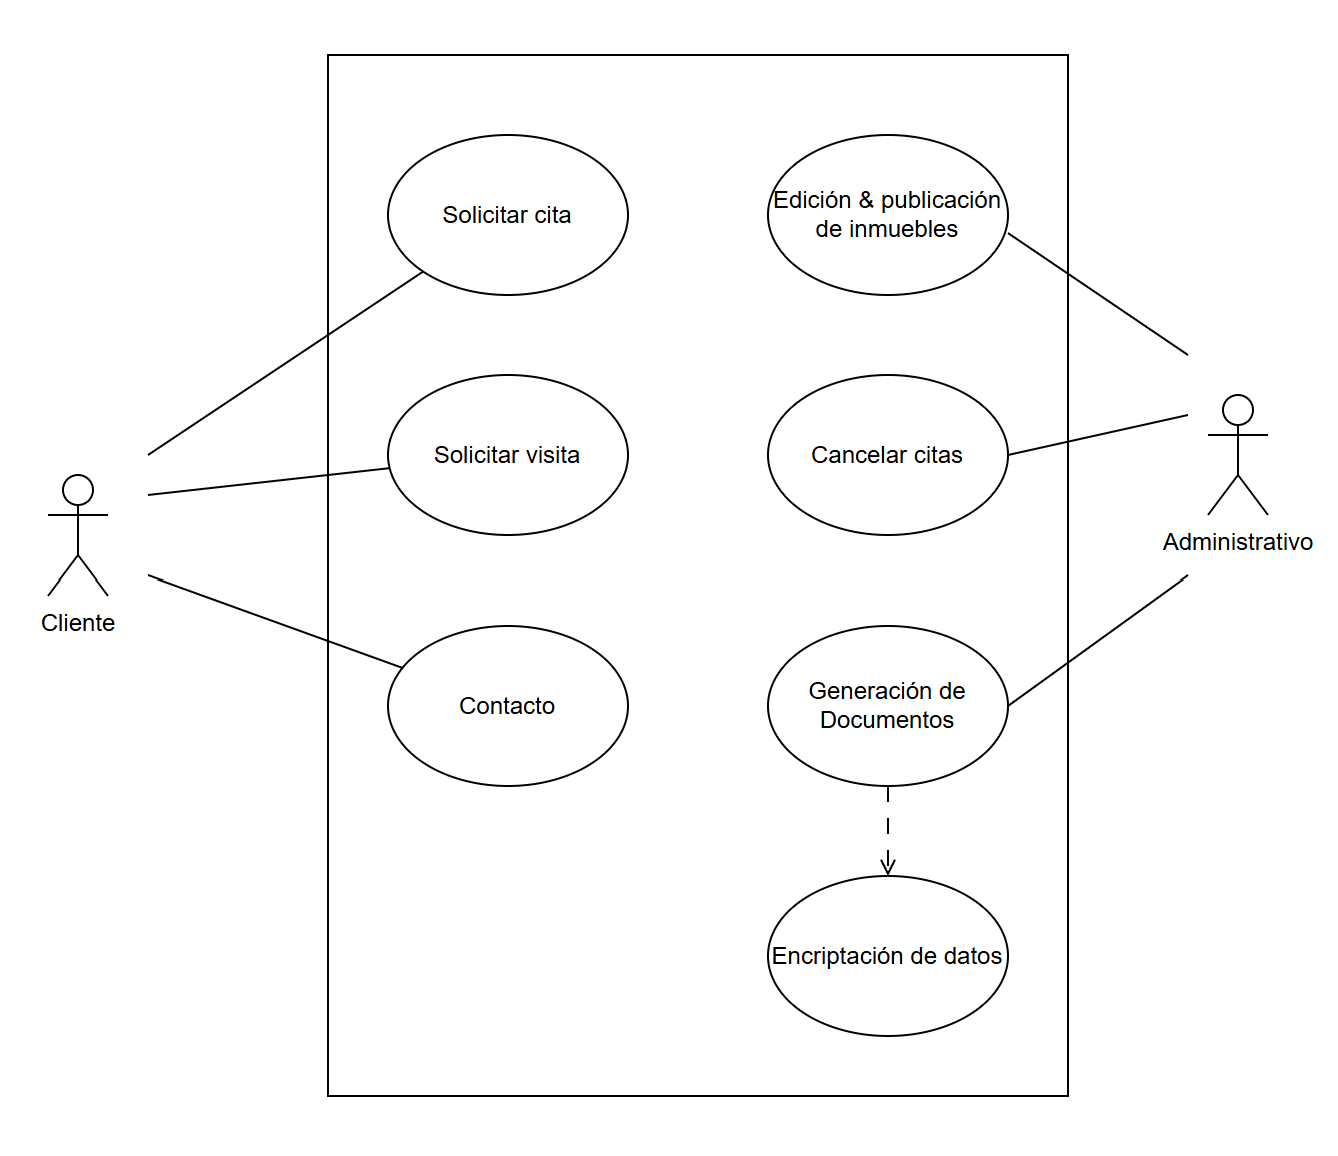 Solicitar cita
Edición & publicación
de inmuebles
Solicitar visita
Cancelar citas
Administrativo
Cliente
Contacto
Generación de
Documentos
Encriptación de datos